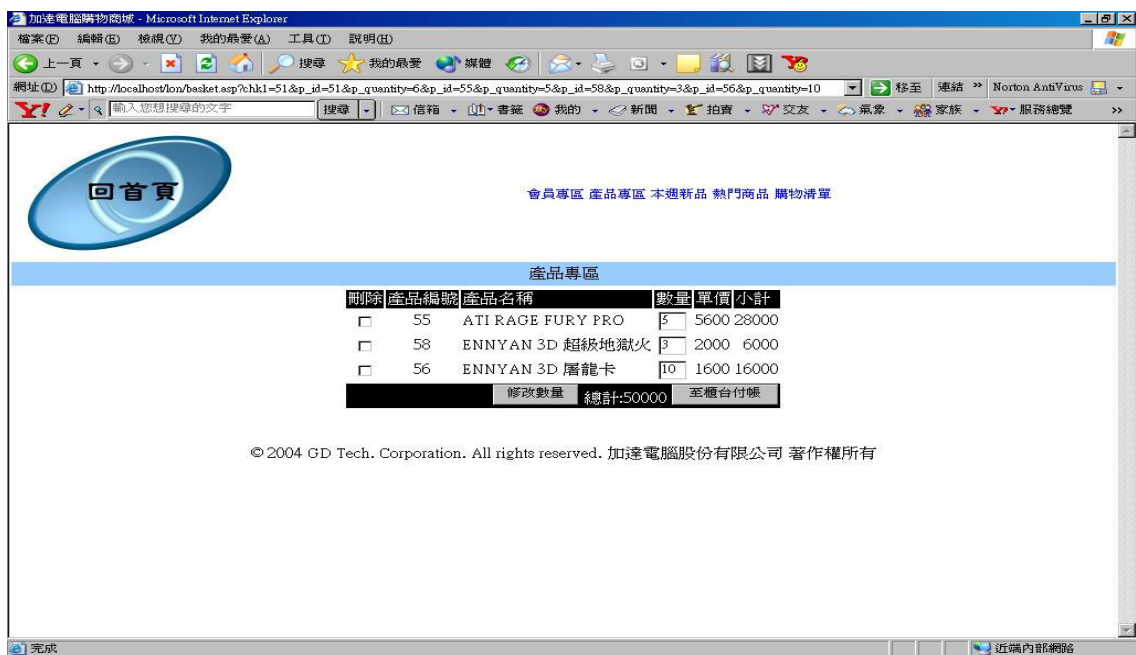 加達電腦購物商城 - Microsoft Internet Explorer
檔案(F) 編輯(E) 檢視(V) 我的最愛(A) 工具(T) 說明(H)
上一頁 搜尋 我的最愛 媒體
網址(D) http://localhost/lon/basket.asp?chk1=51&p_id=51&p_quantity=6&p_id=55&p_quantity=5&p_id=58&p_quantity=3&p_id=56&p_quantity=10 移至 連結 » Norton AntiVirus
Y! 輸入您想搜尋的文字 搜尋 信箱 書籤 我的 新聞 拍賣 交友 氣象 家族 服務總覽 »
回首頁
會員專區 產品專區 本週新品 熱門商品 購物清單
產品專區
刪除 產品編號 產品名稱 數量 單價 小計
55 ATI RAGE FURY PRO 5 5600 28000
58 ENNYAN 3D 超級地獄火 3 2000 6000
56 ENNYAN 3D 屠龍卡 10 1600 16000
修改數量 總計:50000 至櫃台付帳
© 2004 GD Tech. Corporation. All rights reserved. 加達電腦股份有限公司 著作權所有
完成 近端內部網路